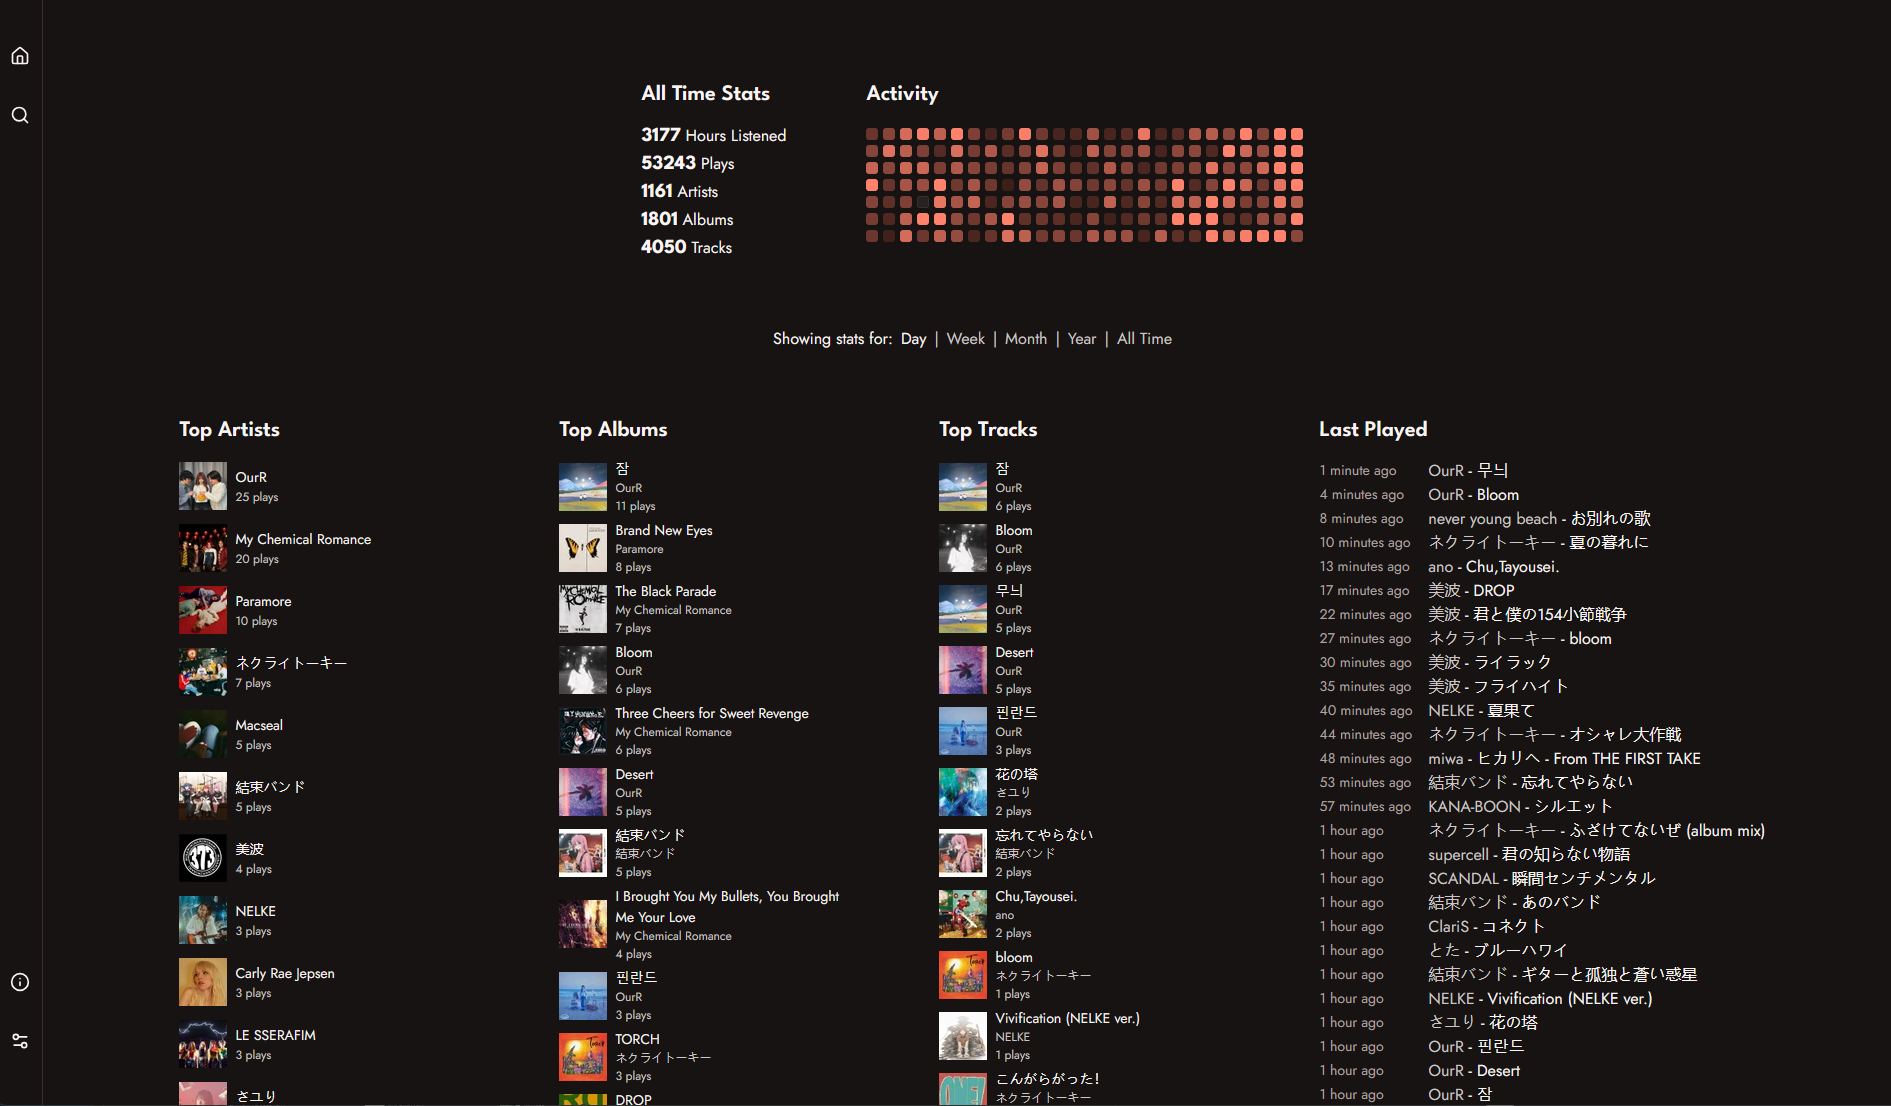 All Time Stats
3177 Hours Listened
53243 Plays
1161 Artists
1801 Albums
4050 Tracks
Activity
Showing stats for: Day | Week | Month | Year | All Time
Top Artists
OurR
25 plays
My Chemical Romance
20 plays
Paramore
10 plays
ネクライトーキー
7 plays
Macseal
5 plays
結束バンド
5 plays
美波
4 plays
NELKE
3 plays
Carly Rae Jepsen
3 plays
LE SSERAFIM
3 plays
さユり
Top Albums
잠
OurR
11 plays
Brand New Eyes
Paramore
8 plays
The Black Parade
My Chemical Romance
7 plays
Bloom
OurR
6 plays
Three Cheers for Sweet Revenge
My Chemical Romance
6 plays
Desert
OurR
5 plays
結束バンド
結束バンド
5 plays
I Brought You My Bullets, You Brought
Me Your Love
My Chemical Romance
4 plays
핀란드
OurR
3 plays
TORCH
ネクライトーキー
3 plays
DROP
Top Tracks
잠
OurR
6 plays
Bloom
OurR
6 plays
무늬
OurR
5 plays
Desert
OurR
5 plays
핀란드
OurR
3 plays
花の塔
さユり
2 plays
忘れてやらない
結束バンド
2 plays
Chu,Tayousei.
ano
2 plays
bloom
ネクライトーキー
1 plays
Vivification (NELKE ver.)
NELKE
1 plays
こんがらがった!
ネクライトーキー
Last Played
1 minute ago OurR - 무늬
4 minutes ago OurR - Bloom
8 minutes ago never young beach - お別れの歌
10 minutes ago ネクライトーキー - 夏の暮れに
13 minutes ago ano - Chu,Tayousei.
17 minutes ago 美波 - DROP
22 minutes ago 美波 - 君と僕の154小節戦争
27 minutes ago ネクライトーキー - bloom
30 minutes ago 美波 - ライラック
35 minutes ago 美波 - フライハイト
40 minutes ago NELKE - 夏果て
44 minutes ago ネクライトーキー - オシャレ大作戦
48 minutes ago miwa - ヒカリヘ - From THE FIRST TAKE
53 minutes ago 結束バンド - 忘れてやらない
57 minutes ago KANA-BOON - シルエット
1 hour ago ネクライトーキー - ふざけてないぜ (album mix)
1 hour ago supercell - 君の知らない物語
1 hour ago SCANDAL - 瞬間センチメンタル
1 hour ago 結束バンド - あのバンド
1 hour ago ClariS - コネクト
1 hour ago とた - ブルーハワイ
1 hour ago 結束バンド - ギターと孤独と蒼い惑星
1 hour ago NELKE - Vivification (NELKE ver.)
1 hour ago さユり - 花の塔
1 hour ago OurR - 핀란드
1 hour ago OurR - Desert
1 hour ago OurR - 잠